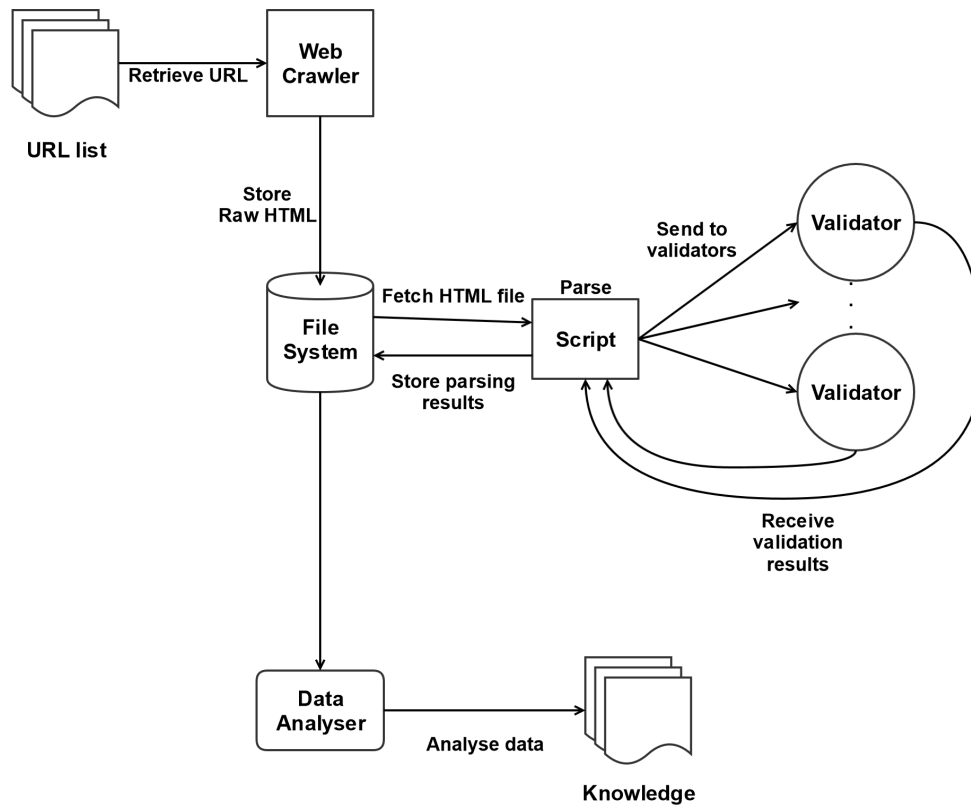 Web
Crawler
Retrieve URL
URL list
Store
Raw HTML
Validator
Send to
validators
Fetch HTML file
Parse
File
System
Script
Store parsing
results
Validator
Receive
validation
results
Data
Analyser
Analyse data
Knowledge